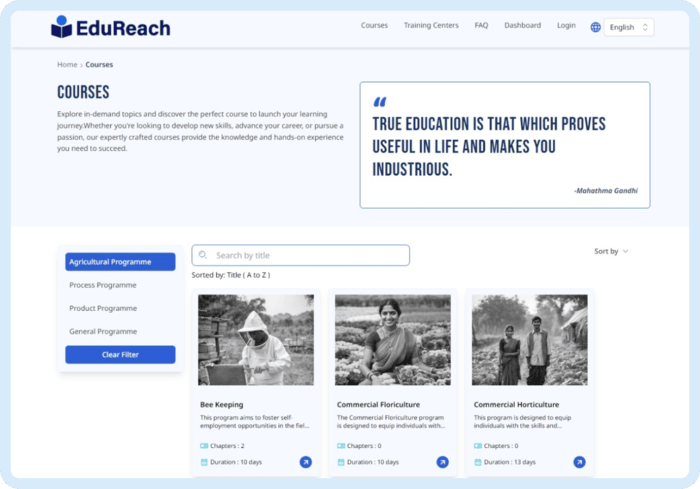 EduReach
Courses Training Centers FAQ Dashboard Login English
Home > Courses
COURSES
Explore in-demand topics and discover the perfect course to launch your learning
journey.Whether you're looking to develop new skills, advance your career, or pursue a
passion, our expertly crafted courses provide the knowledge and hands-on experience
you need to succeed.
“
TRUE EDUCATION IS THAT WHICH PROVES
USEFUL IN LIFE AND MAKES YOU
INDUSTRIOUS.
-Mahathma Gandhi
Agricultural Programme
Process Programme
Product Programme
General Programme
Clear Filter
Search by title
Sort by
Sorted by: Title ( A to Z )
Bee Keeping
This program aims to foster self-
employment opportunities in the fiel...
Chapters : 2
Duration : 10 days
Commercial Floriculture
The Commercial Floriculture program
is designed to equip individuals with...
Chapters : 0
Duration : 10 days
Commercial Horticulture
This program is designed to equip
individuals with the skills and...
Chapters : 0
Duration : 13 days